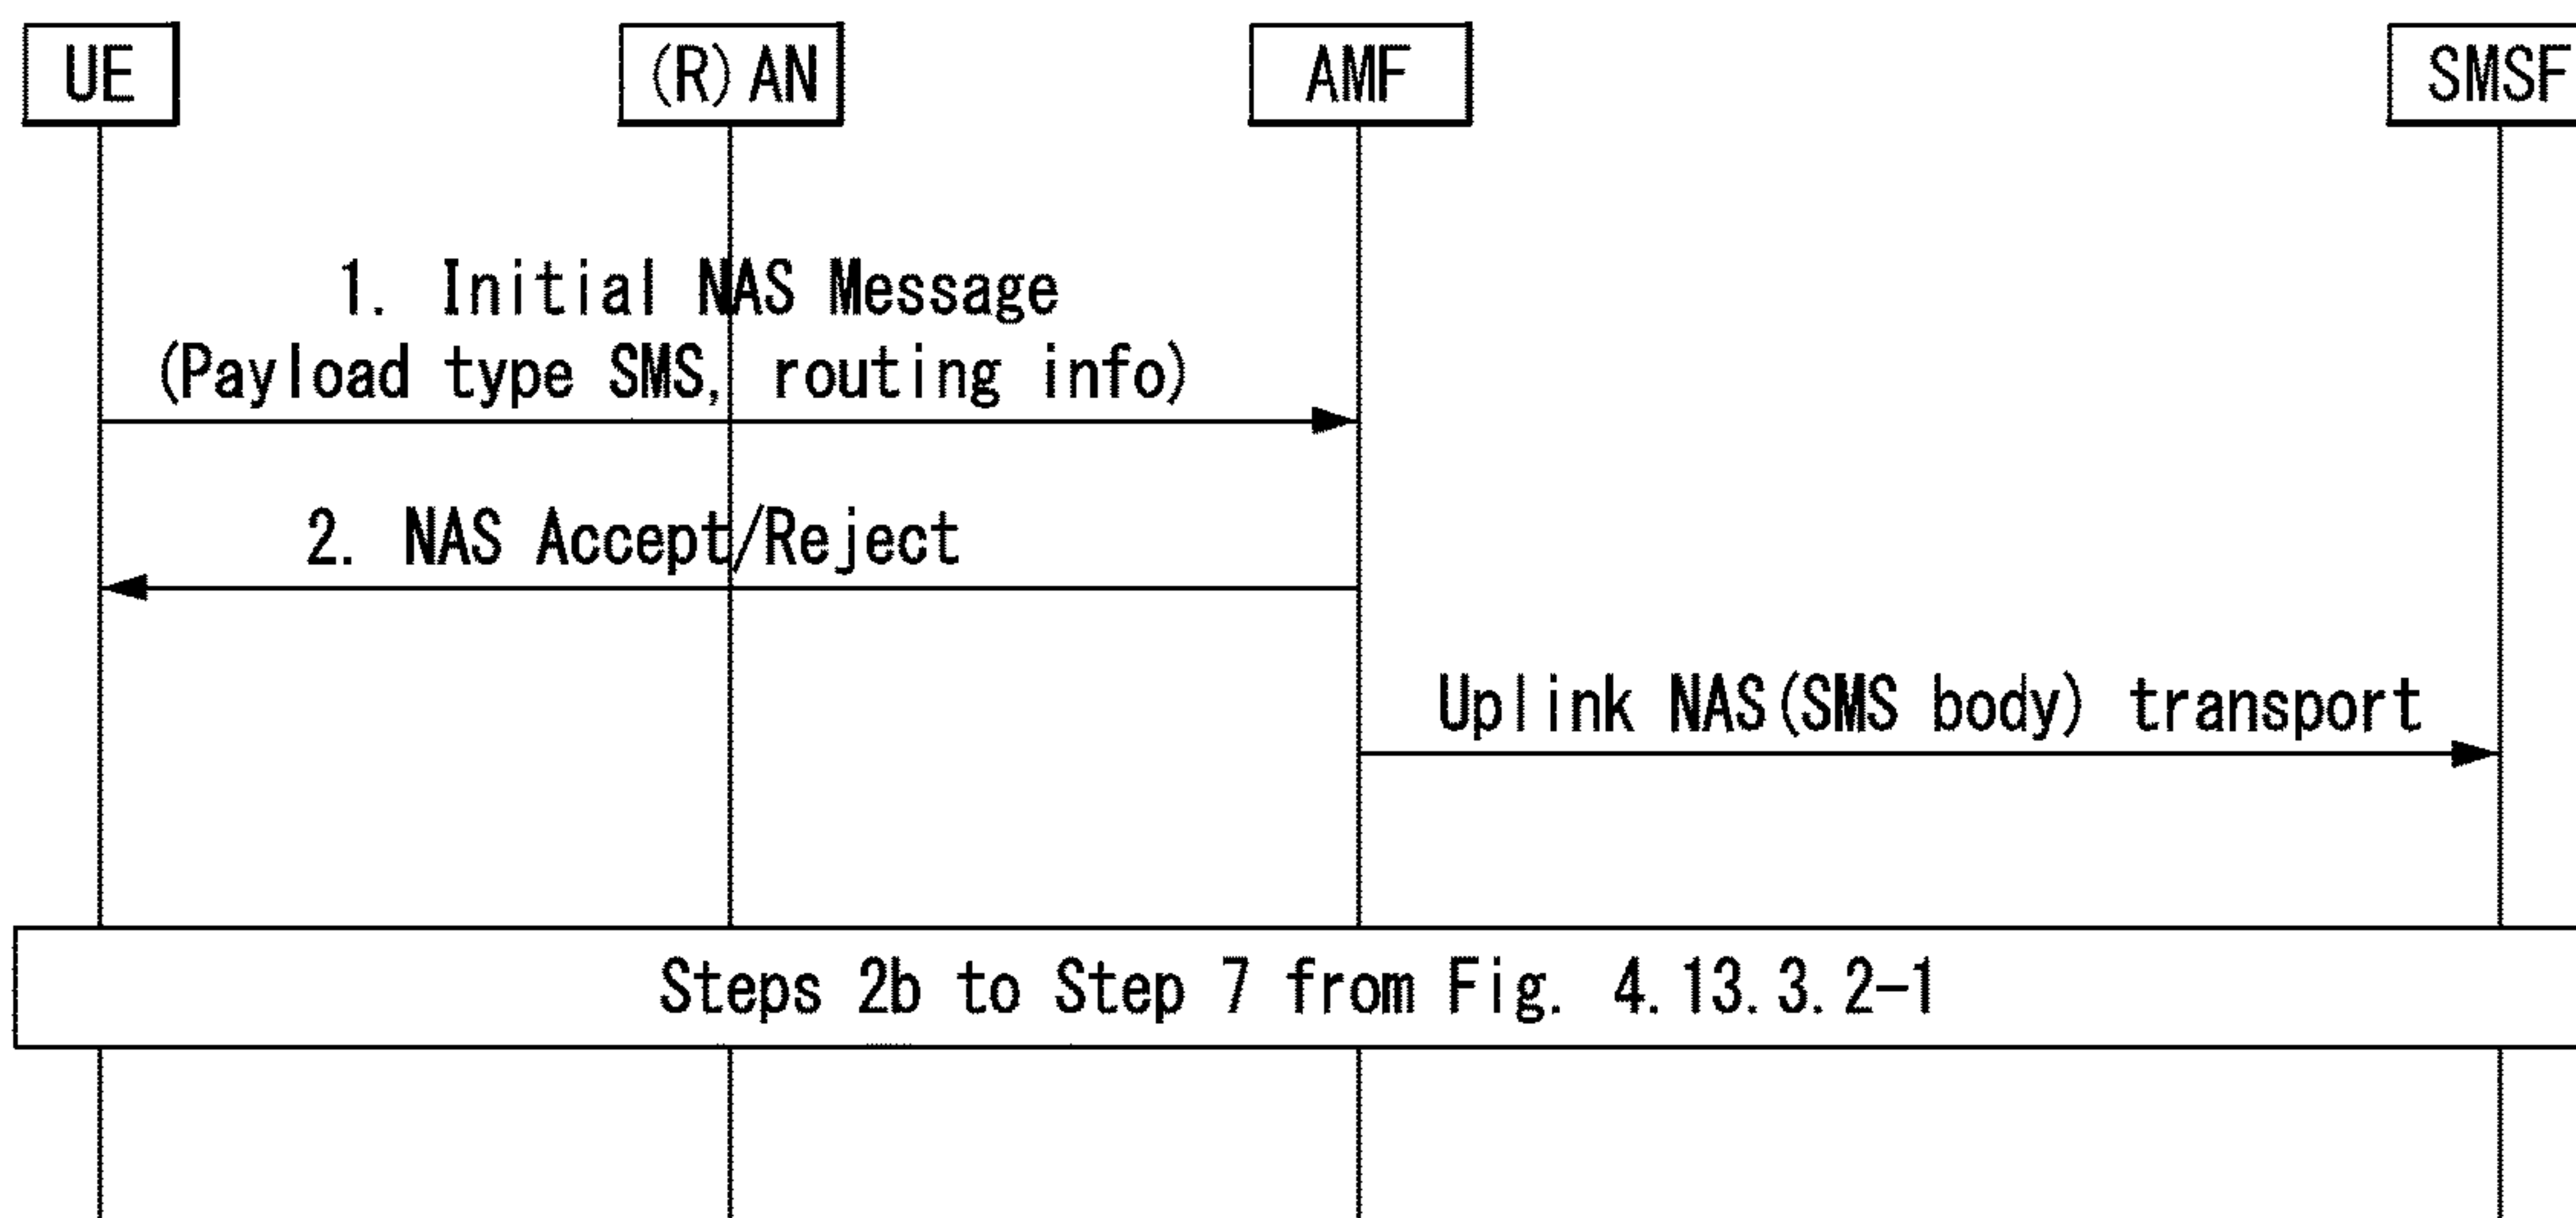 UE
(R)AN
AMF
SMSF
1. Initial NAS Message
(Payload type SMS, routing info)
2. NAS Accept/Reject
Uplink NAS(SMS body) transport
Steps 2b to Step 7 from Fig. 4.13.3.2-1